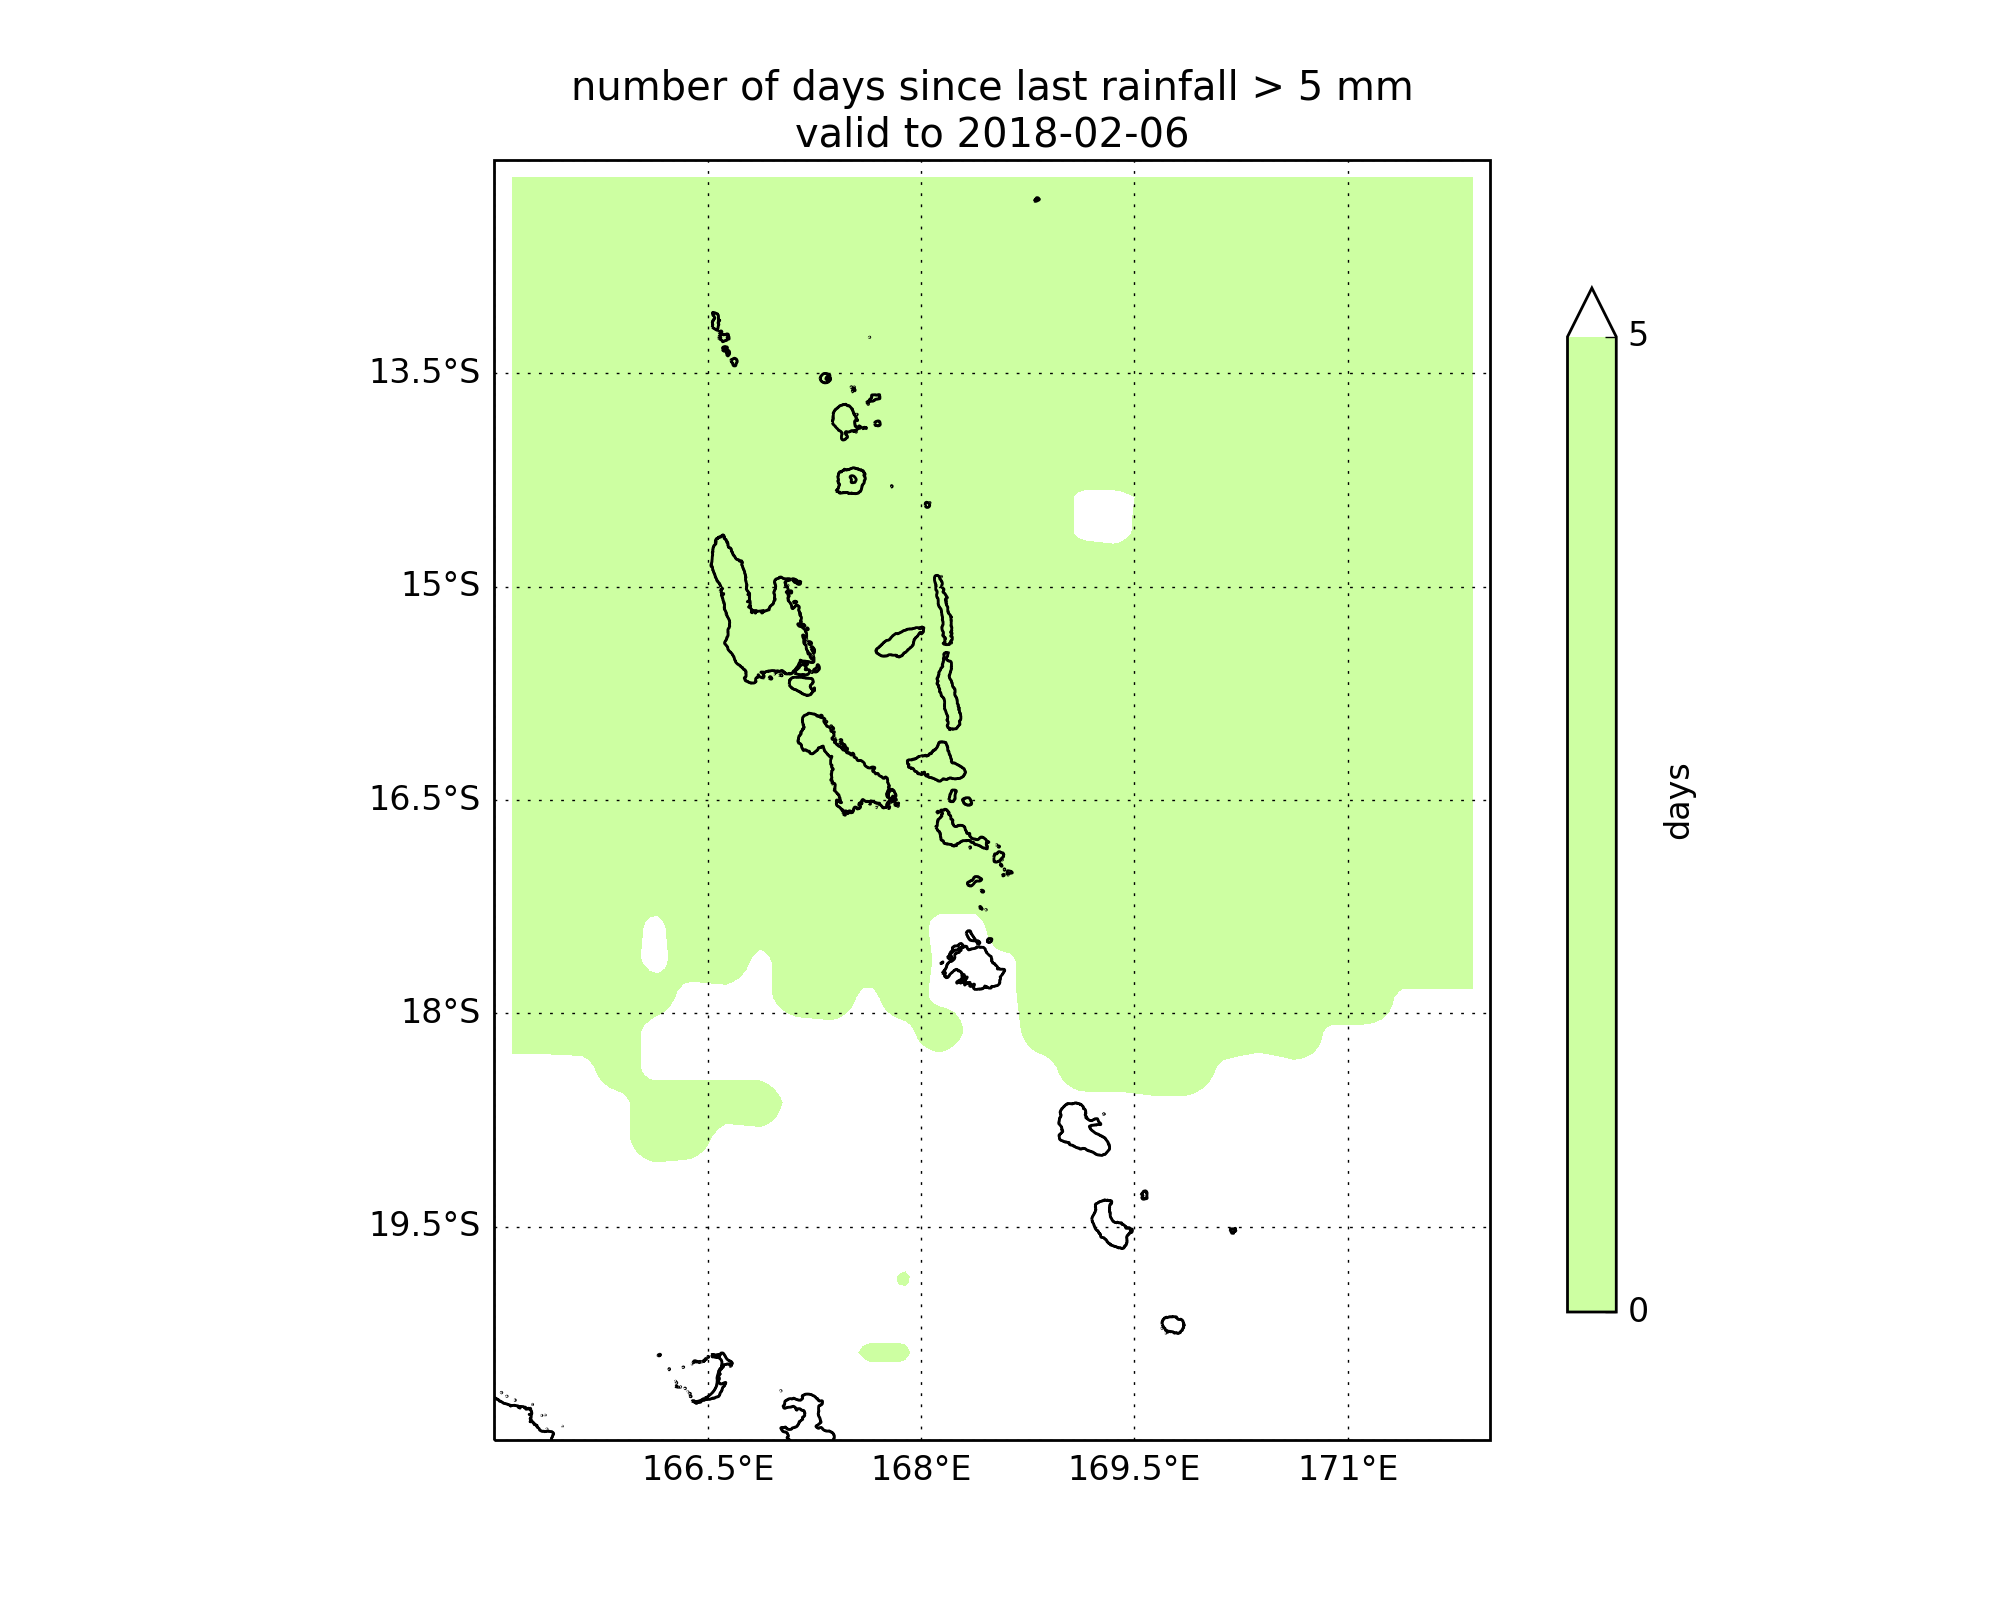 number of days since last rainfall > 5 mm
valid to 2018-02-06
13.5°S
15°S
16.5°S
18°S
19.5°S
166.5°E
168°E
169.5°E
171°E
5
days
0